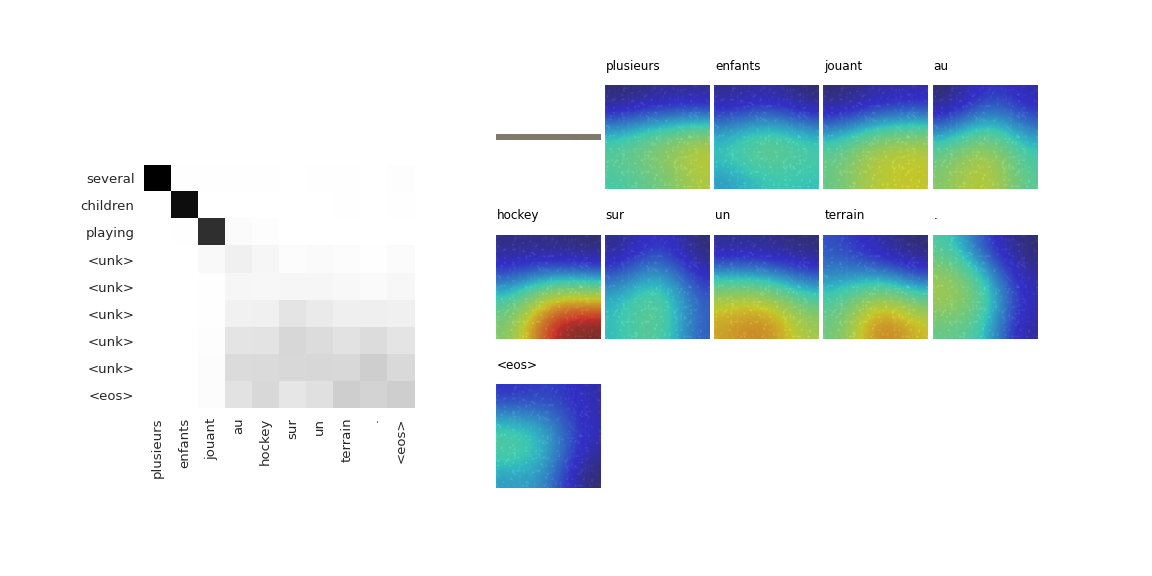 several
children
playing
<unk>
<unk>
<unk>
<unk>
<unk>
<eos>
plusieurs
enfants
jouant
au
hockey
sur
un
terrain
.
<eos>
plusieurs enfants jouant au
hockey sur un terrain .
<eos>